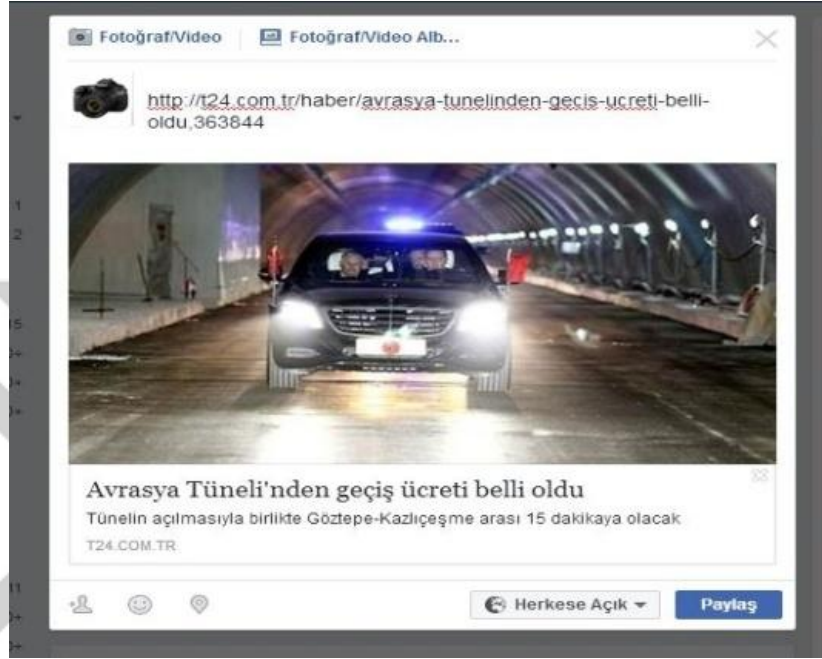 Fotoğraf/Video
Fotoğraf/Video Alb...
http://t24.com.tr/haber/avrasya-tunelinden-gecis-ucreti-belli-
oldu,363844
Avrasya Tüneli'nden geçiş ücreti belli oldu
Tünelin açılmasıyla birlikte Göztepe-Kazlıçeşme arası 15 dakikaya olacak
T24.COM.TR
Herkese Açık
Paylaş